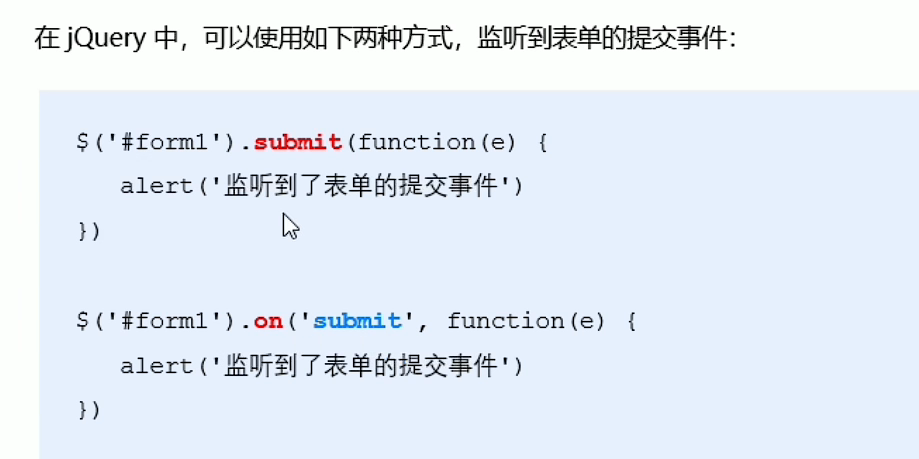 在 jQuery 中，可以使用如下两种方式，监听到表单的提交事件：
$('#form1').submit(function(e) {
alert('监听到了表单的提交事件')
})
$('#form1').on('submit', function(e) {
alert('监听到了表单的提交事件')
})